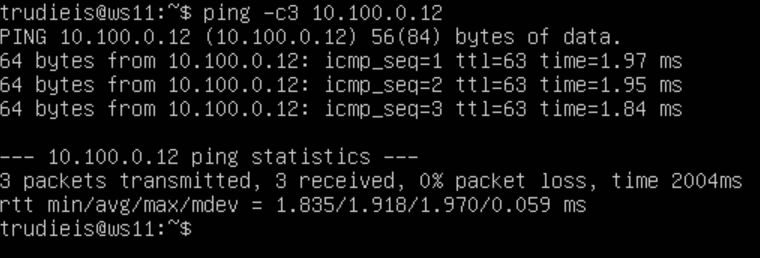 trudieis@ws11:~$ ping -c3 10.100.0.12
PING 10.100.0.12 (10.100.0.12) 56(84) bytes of data.
64 bytes from 10.100.0.12: icmp_seq=1 ttl=63 time=1.97 ms
64 bytes from 10.100.0.12: icmp_seq=2 ttl=63 time=1.95 ms
64 bytes from 10.100.0.12: icmp_seq=3 ttl=63 time=1.84 ms

--- 10.100.0.12 ping statistics ---
3 packets transmitted, 3 received, 0% packet loss, time 2004ms
rtt min/avg/max/mdev = 1.835/1.918/1.970/0.059 ms
trudieis@ws11:~$